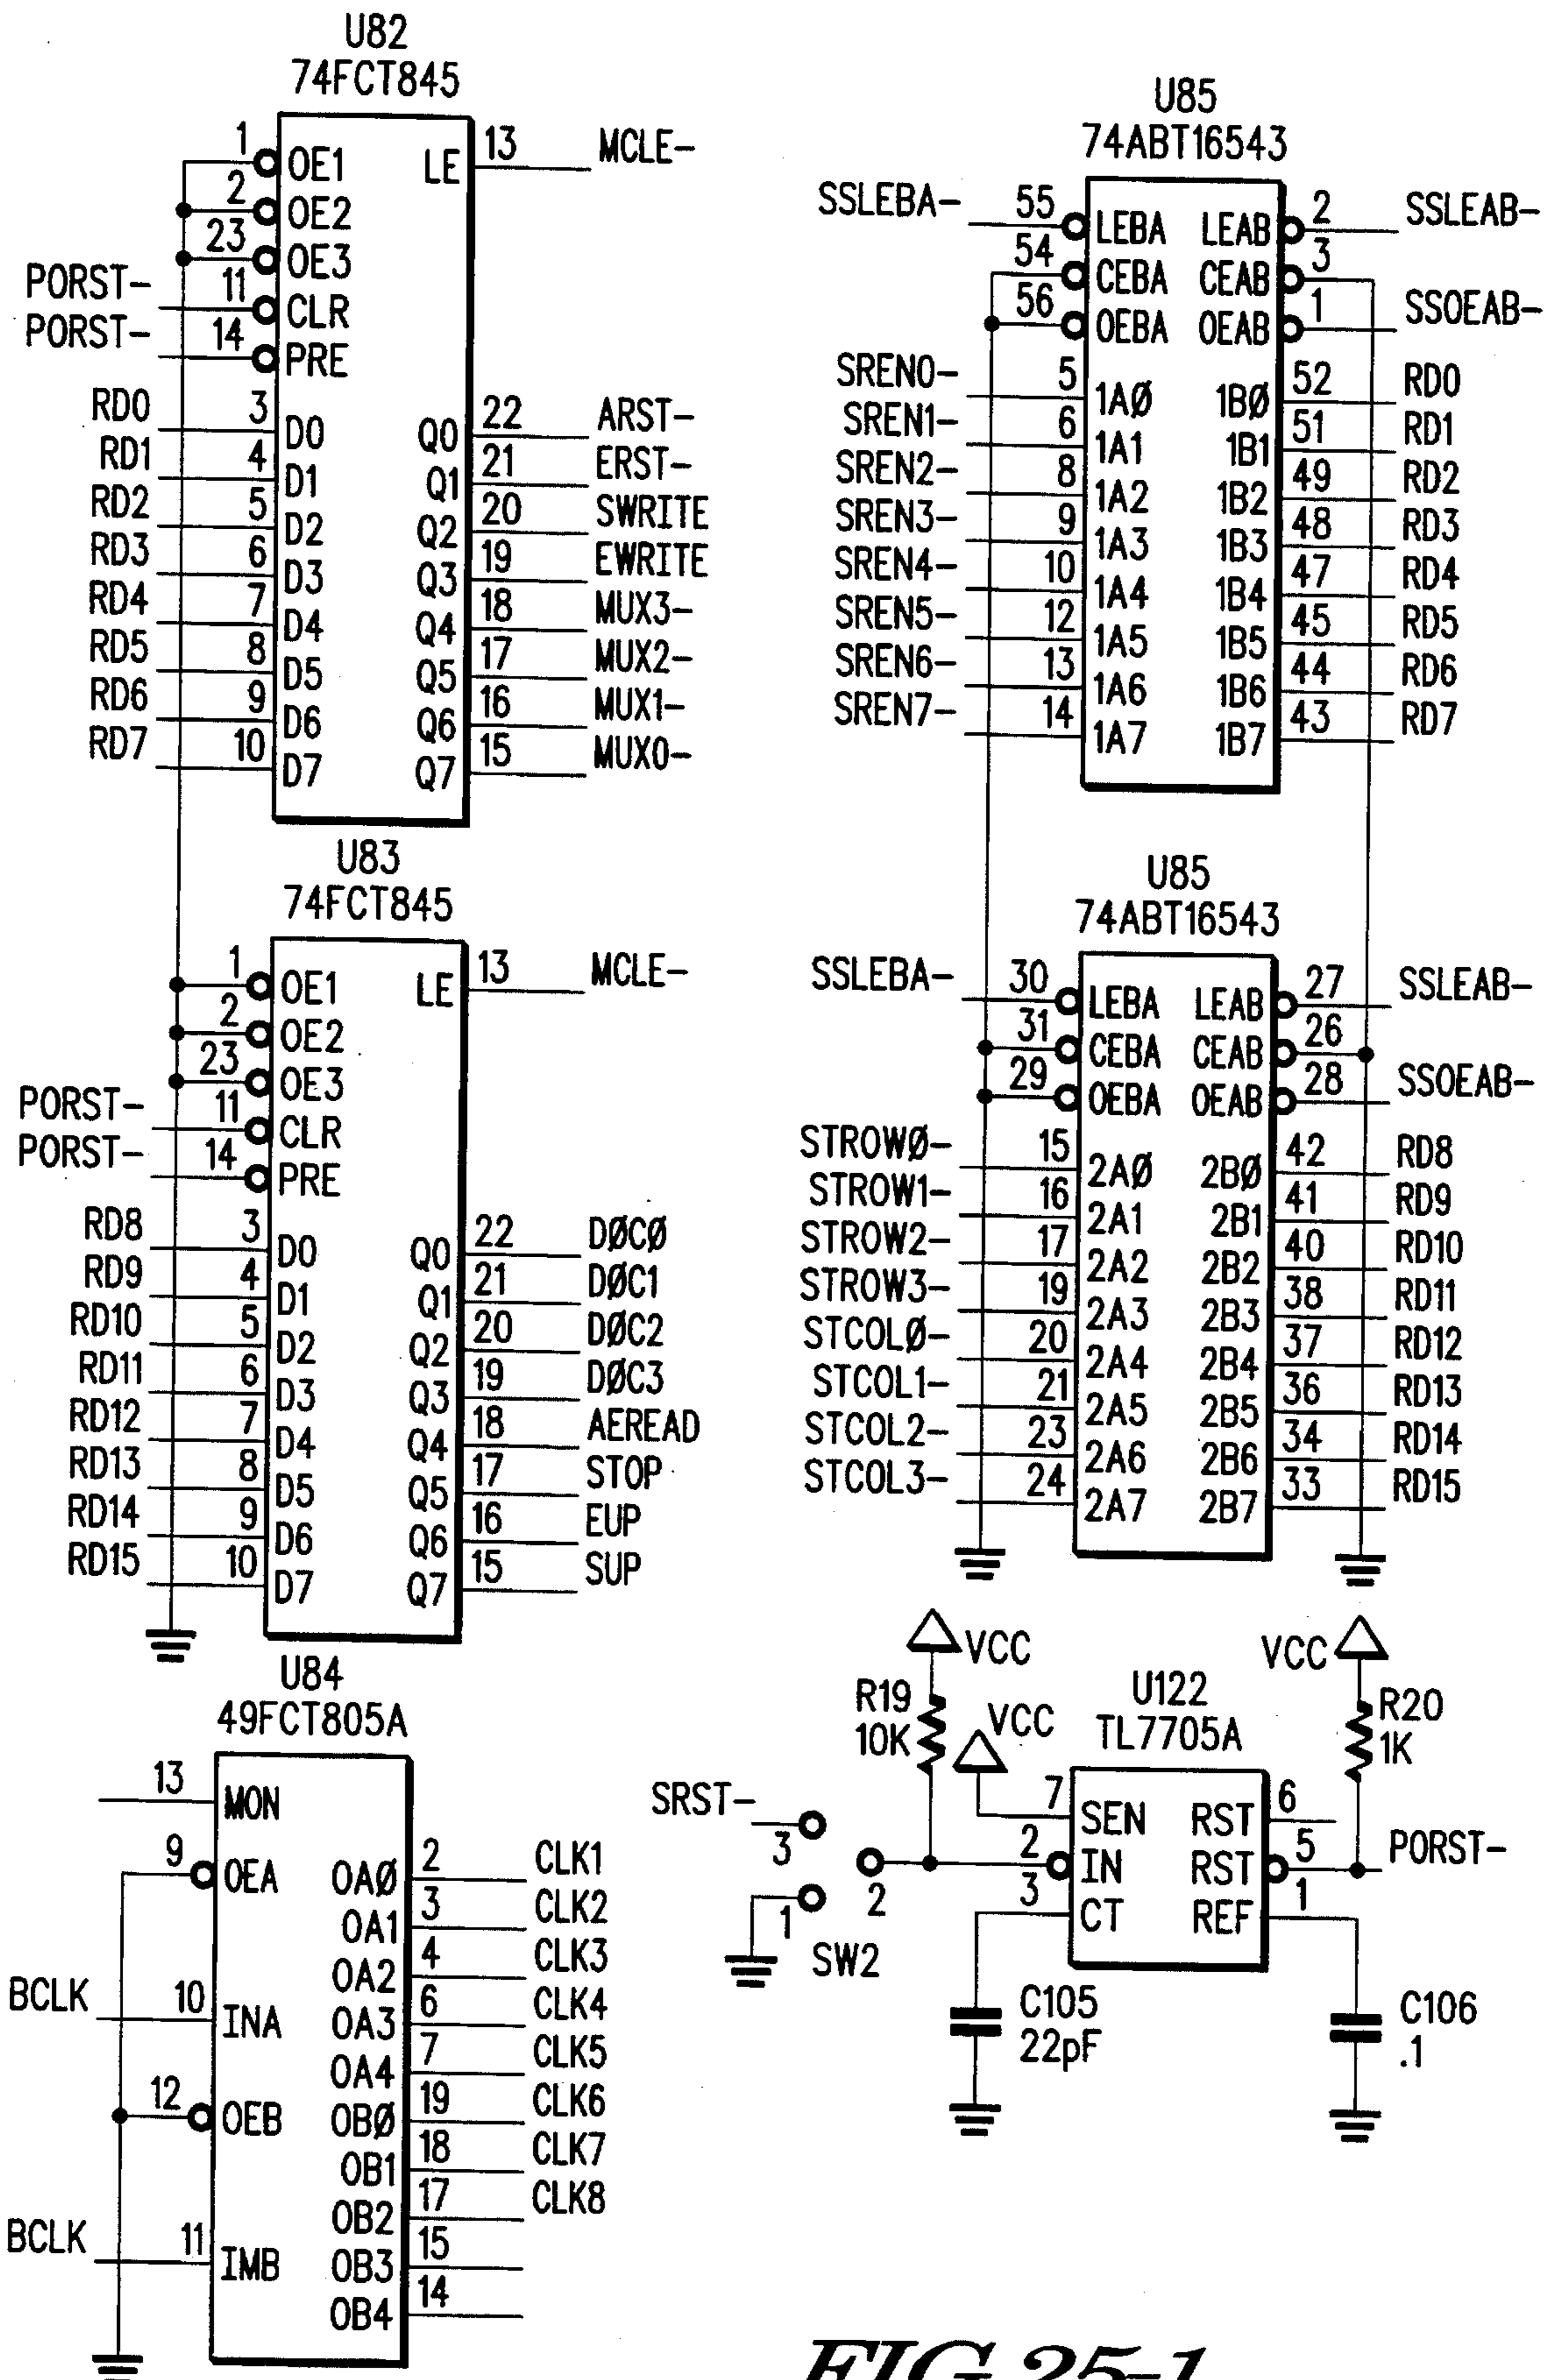 U82
74FCT845
1 OE1 LE 13 MCLE-
2 OE2
23 OE3
PORST- 11 CLR
PORST- 14 PRE
RD0 3 D0 Q0 22 ARST-
RD1 4 D1 Q1 21 ERST-
RD2 5 D2 Q2 20 SWRITE
RD3 6 D3 Q3 19 EWRITE
RD4 7 D4 Q4 18 MUX3-
RD5 8 D5 Q5 17 MUX2-
RD6 9 D6 Q6 16 MUX1-
RD7 10 D7 Q7 15 MUX0-
U83
74FCT845
1 OE1 LE 13 MCLE-
2 OE2
23 OE3
PORST- 11 CLR
PORST- 14 PRE
RD8 3 D0 Q0 22 DØCØ
RD9 4 D1 Q1 21 DØC1
RD10 5 D2 Q2 20 DØC2
RD11 6 D3 Q3 19 DØC3
RD12 7 D4 Q4 18 AEREAD
RD13 8 D5 Q5 17 STOP
RD14 9 D6 Q6 16 EUP
RD15 10 D7 Q7 15 SUP
U84
49FCT805A
13 MON
9 OEA OAØ 2 CLK1
OA1 3 CLK2
OA2 4 CLK3
BCLK 10 INA OA3 6 CLK4
OA4 7 CLK5
12 OEB OBØ 19 CLK6
OB1 18 CLK7
OB2 17 CLK8
BCLK 11 IMB OB3 15
OB4 14
U85
74ABT16543
SSLEBA- 55 LEBA LEAB 2 SSLEAB-
54 CEBA CEAB 3
56 OEBA OEAB 1 SSOEAB-
SREN0- 5 1AØ 1BØ 52 RD0
SREN1- 6 1A1 1B1 51 RD1
SREN2- 8 1A2 1B2 49 RD2
SREN3- 9 1A3 1B3 48 RD3
SREN4- 10 1A4 1B4 47 RD4
SREN5- 12 1A5 1B5 45 RD5
SREN6- 13 1A6 1B6 44 RD6
SREN7- 14 1A7 1B7 43 RD7
U85
74ABT16543
SSLEBA- 30 LEBA LEAB 27 SSLEAB-
31 CEBA CEAB 26
29 OEBA OEAB 28 SSOEAB-
STROWØ- 15 2AØ 2BØ 42 RD8
STROW1- 16 2A1 2B1 41 RD9
STROW2- 17 2A2 2B2 40 RD10
STROW3- 19 2A3 2B3 38 RD11
STCOLØ- 20 2A4 2B4 37 RD12
STCOL1- 21 2A5 2B5 36 RD13
STCOL2- 23 2A6 2B6 34 RD14
STCOL3- 24 2A7 2B7 33 RD15
VCC
R19
10K
VCC
U122
TL7705A
VCC
R20
1K
SRST- 3
7 SEN RST 6
2 IN RST 5 PORST-
3 CT REF 1
1 2
SW2
C105
22pF
C106
.1
FIG.25-1